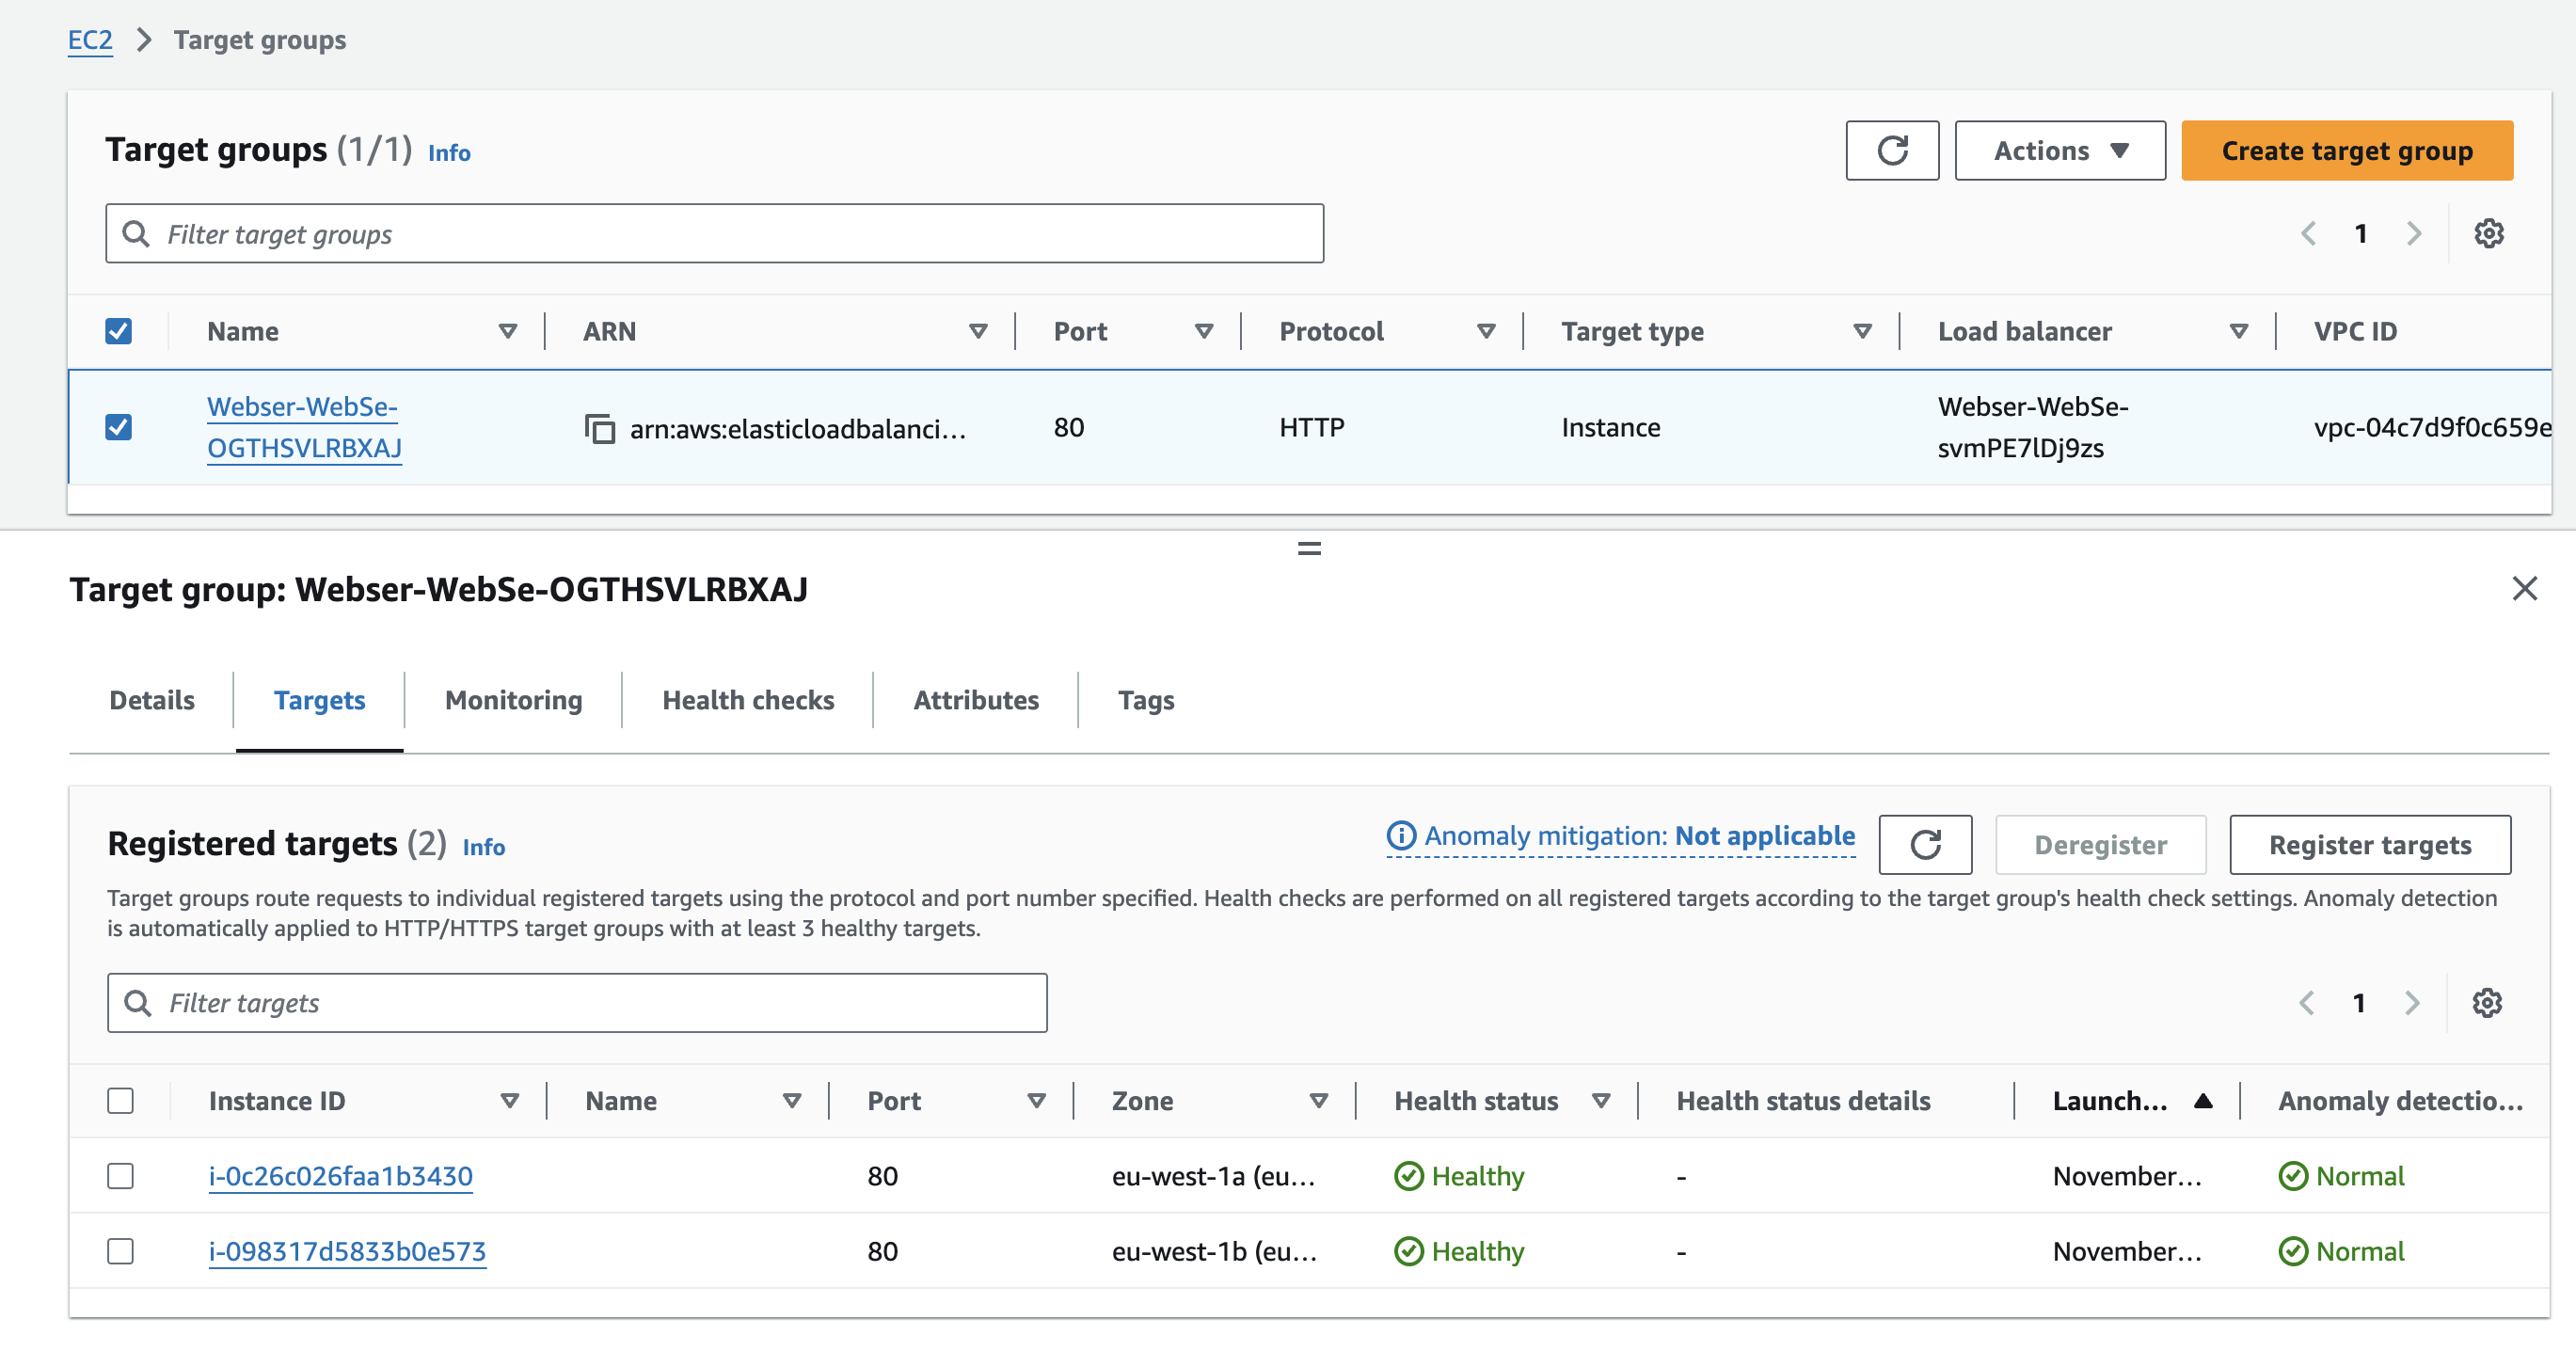 EC2 > Target groups
Target groups (1/1) Info
Actions
Create target group
Filter target groups
1
Name ARN Port Protocol Target type Load balancer VPC ID
Webser-WebSe-
OGTHSVLRBXAJ
arn:aws:elasticloadbalanci...
80 HTTP Instance
Webser-WebSe-
svmPE7lDj9zs
vpc-04c7d9f0c659e
Target group: Webser-WebSe-OGTHSVLRBXAJ
Details Targets Monitoring Health checks Attributes Tags
Registered targets (2) Info
Anomaly mitigation: Not applicable
Deregister
Register targets
Target groups route requests to individual registered targets using the protocol and port number specified. Health checks are performed on all registered targets according to the target group's health check settings. Anomaly detection
is automatically applied to HTTP/HTTPS target groups with at least 3 healthy targets.
Filter targets
1
Instance ID Name Port Zone Health status Health status details Launch... Anomaly detectio...
i-0c26c026faa1b3430 80 eu-west-1a (eu... Healthy - November... Normal
i-098317d5833b0e573 80 eu-west-1b (eu... Healthy - November... Normal